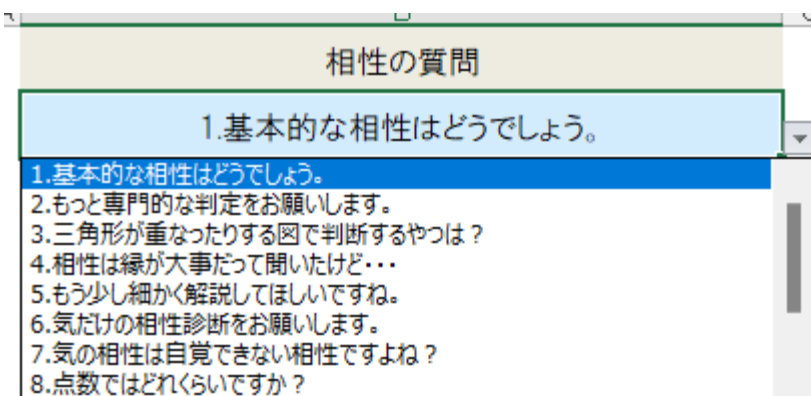 相性の質問
1.基本的な相性はどうでしょう。
1.基本的な相性はどうでしょう。
2.もっと専門的な判定をお願いします。
3.三角形が重なったりする図で判断するやつは？
4.相性は縁が大事だって聞いたけど・・・
5.もう少し細かく解説してほしいですね。
6.気だけの相性診断をお願いします。
7.気の相性は自覚できない相性ですよね？
8.点数ではどれくらいですか？